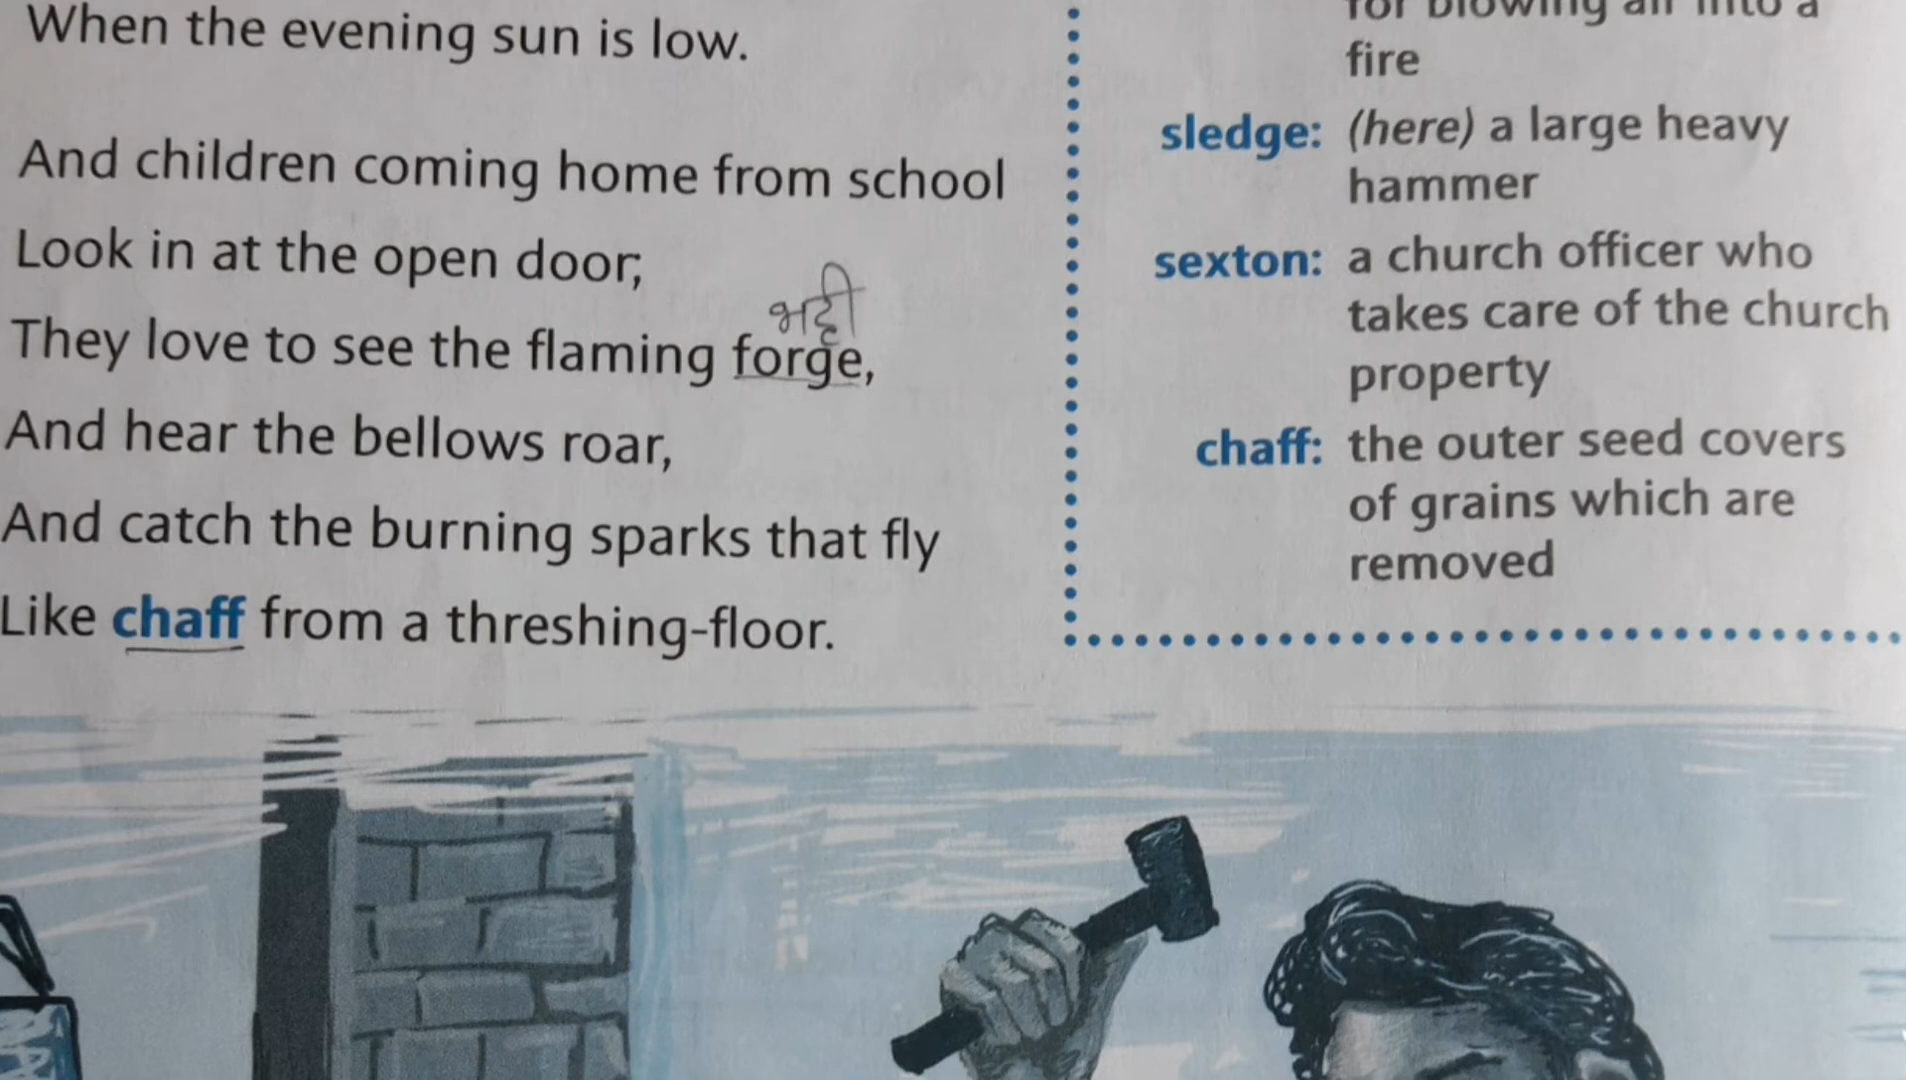 When the evening sun is low.
And children coming home from school
Look in at the open door;
भट्टी
They love to see the flaming forge,
And hear the bellows roar,
And catch the burning sparks that fly
Like chaff from a threshing-floor.
for blowing air into a
fire
sledge: (here) a large heavy
hammer
sexton: a church officer who
takes care of the church
property
chaff: the outer seed covers
of grains which are
removed